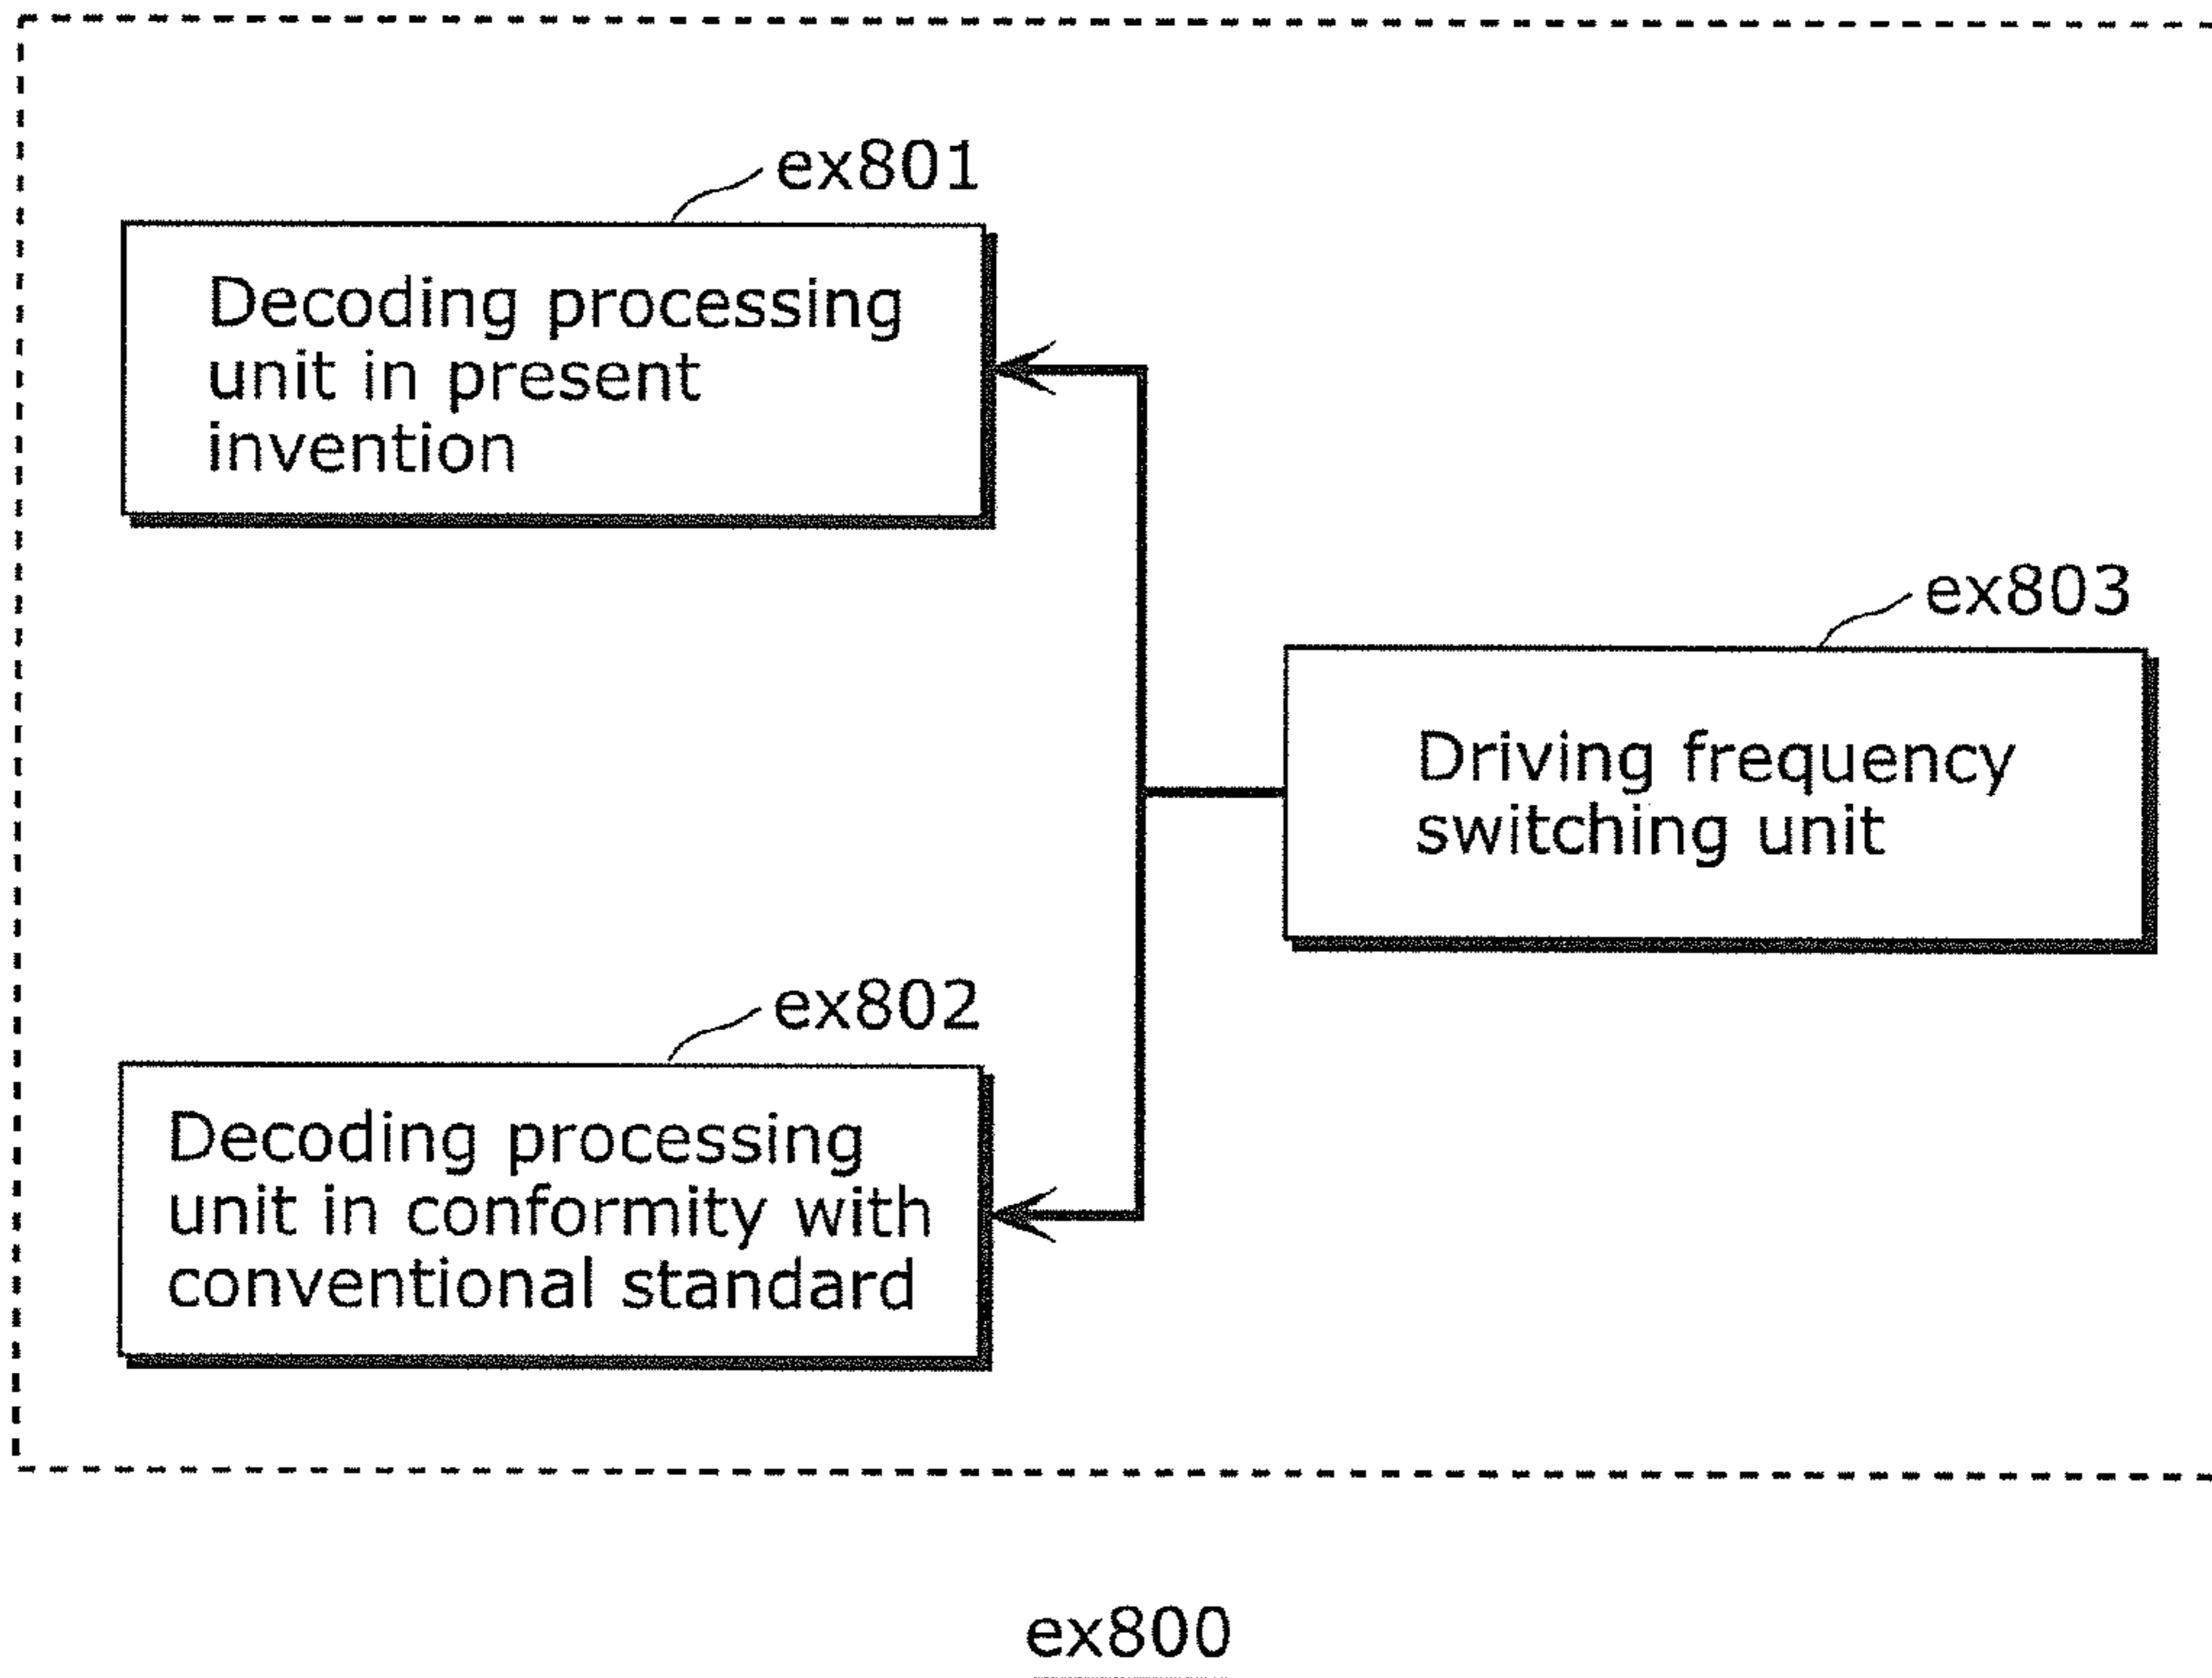 ex801
Decoding processing
unit in present
invention
ex803
Driving frequency
switching unit
ex802
Decoding processing
unit in conformity with
conventional standard
ex800